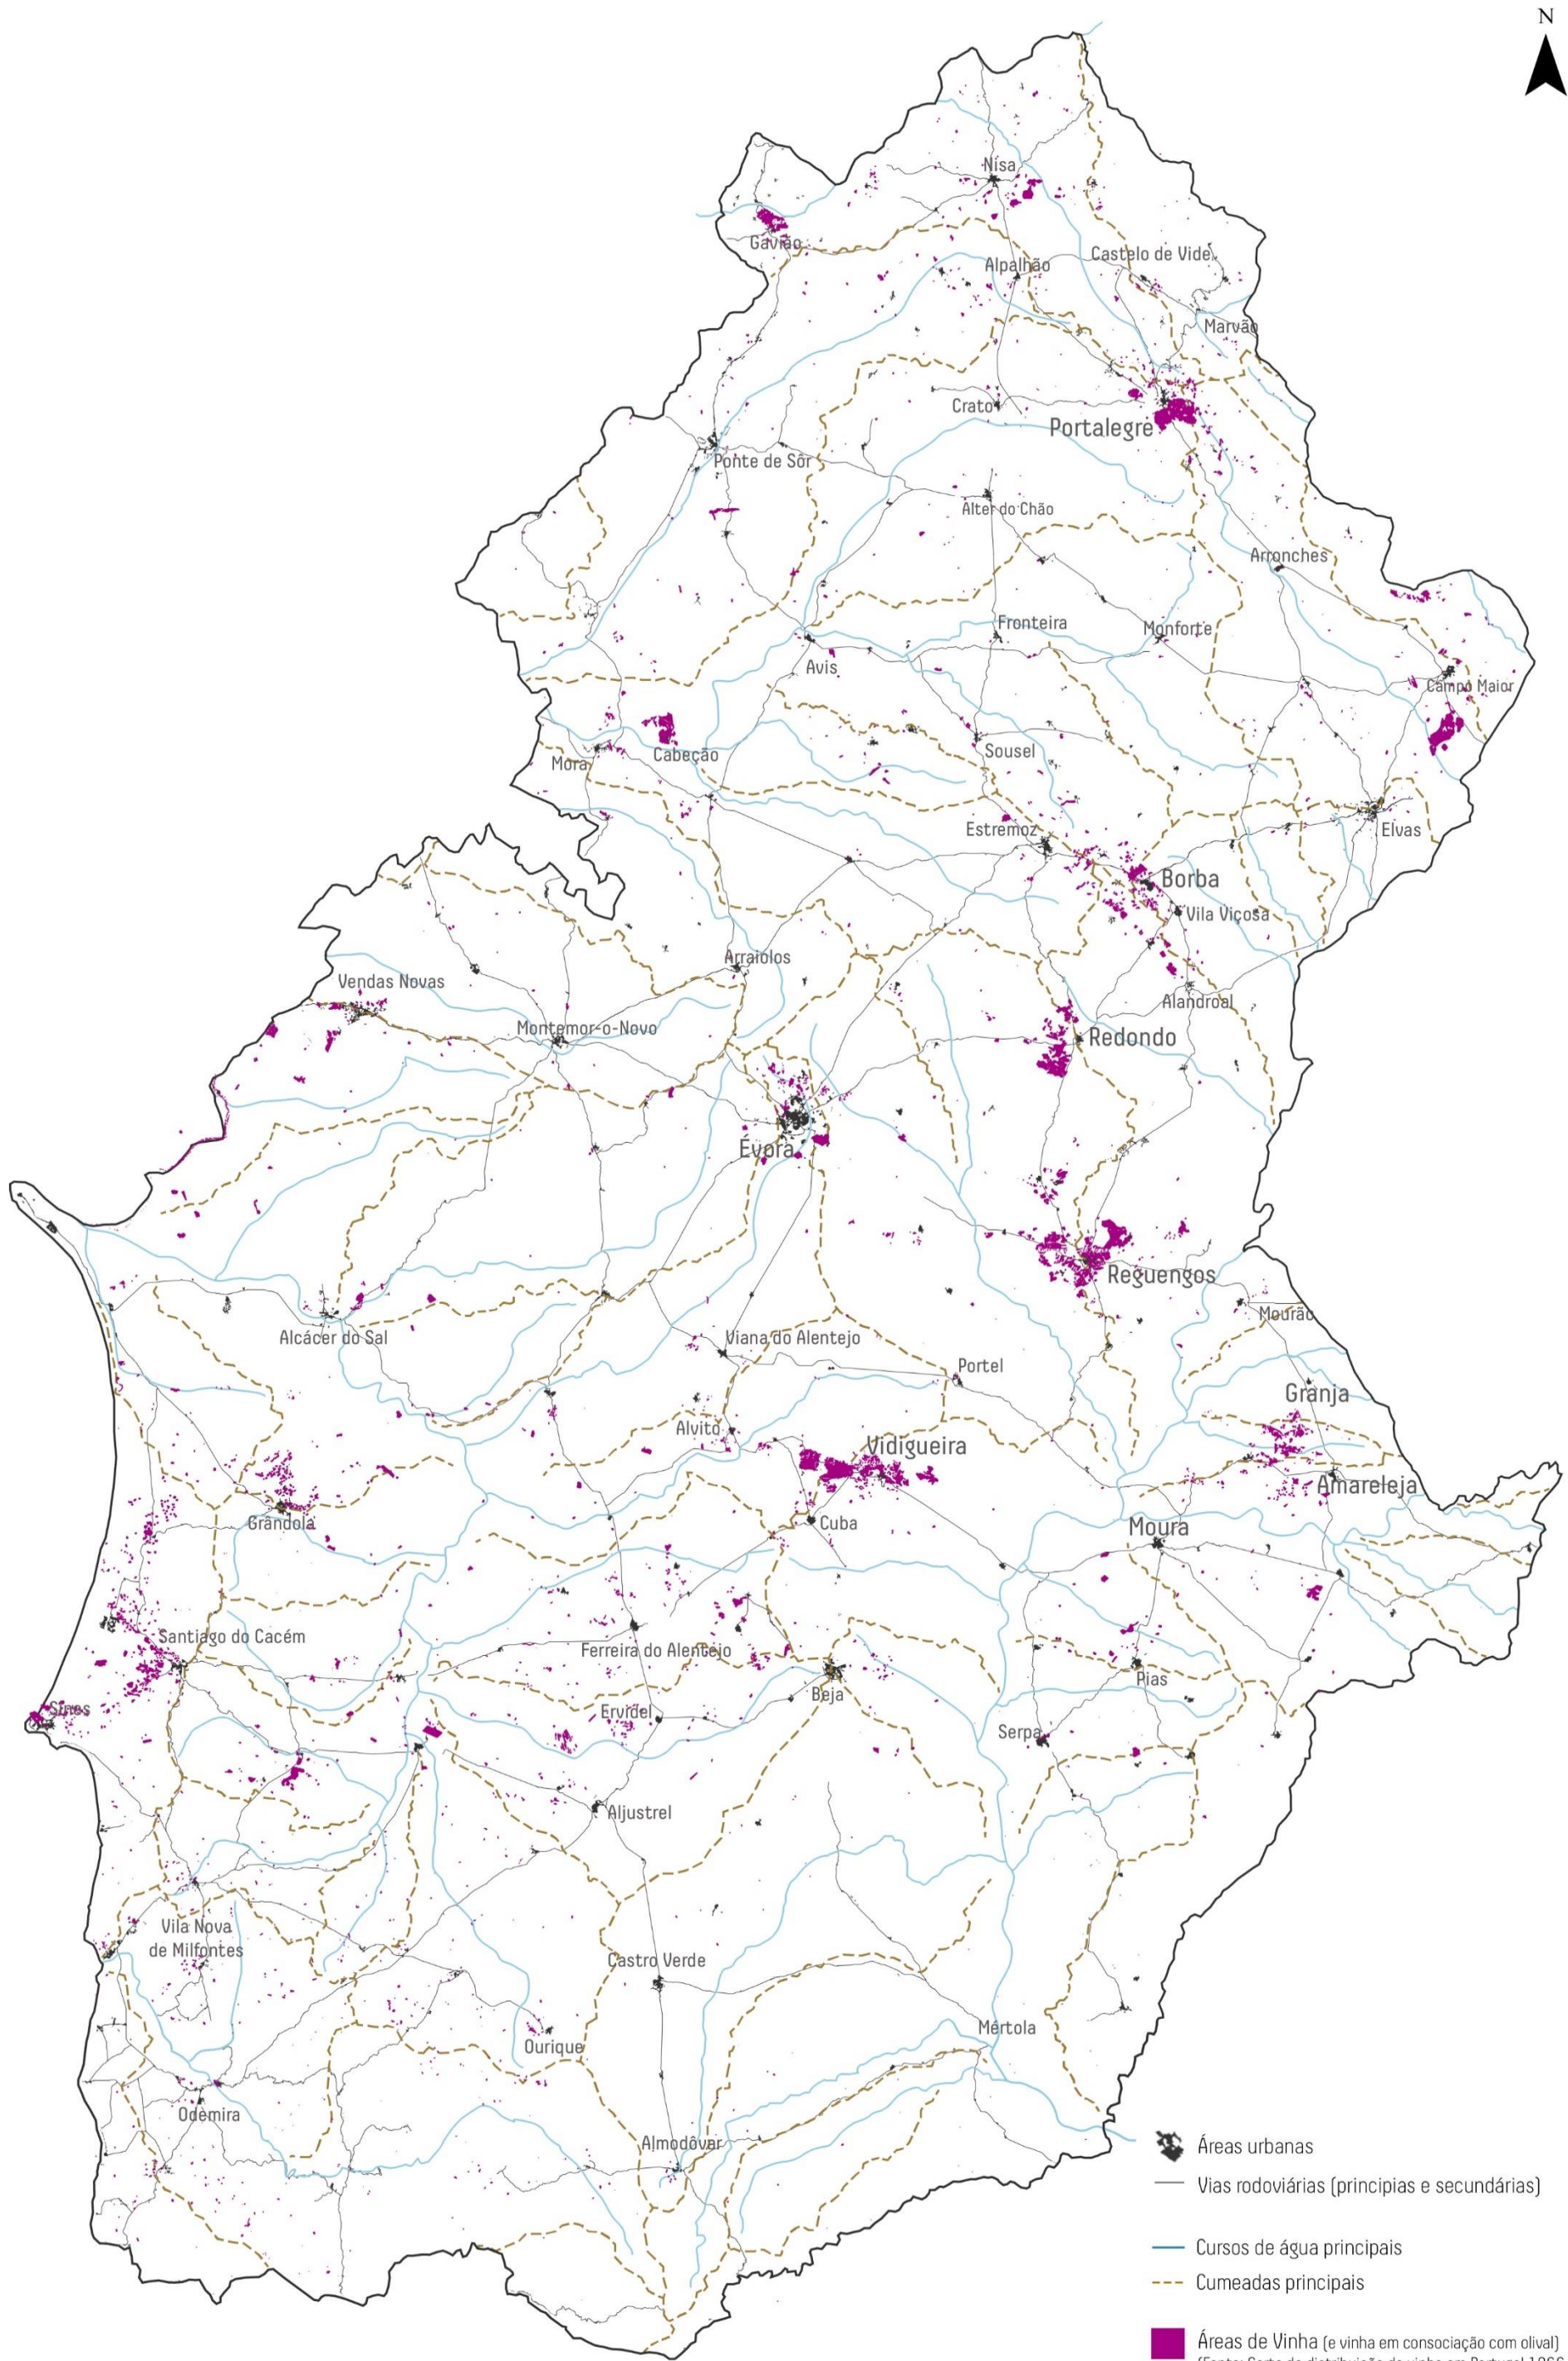 N
Nisa
Gavião
Alpalhão
Castelo de Vide
Marvão
Crato
Portalegre
Ponte de Sôr
Alter do Chão
Arronches
Fronteira
Monforte
Avis
Campo Maior
Sousel
Cabeção
Mora
Estremoz
Elvas
Borba
Vila Viçosa
Arraiolos
Vendas Novas
Alandroal
Montemor-o-Novo
Redondo
Évora
Reguengos
Mourão
Alcácer do Sal
Viana do Alentejo
Portel
Granja
Alvito
Vidigueira
Amareleja
Grândola
Cuba
Moura
Santiago do Cacém
Ferreira do Alentejo
Pias
Beja
Sines
Ervidel
Serpa
Aljustrel
Vila Nova
de Milfontes
Castro Verde
Mértola
Ourique
Odemira
Almodôvar
Áreas urbanas
Vias rodoviárias (principias e secundárias)
Cursos de água principais
Cumeadas principais
Áreas de Vinha (e vinha em consociação com olival)